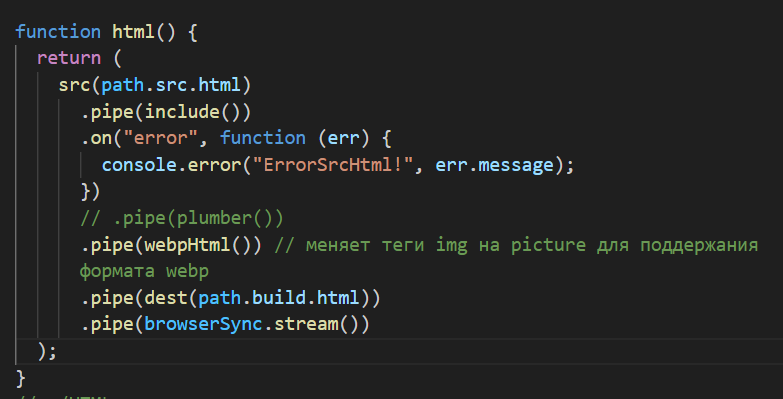 function html() {
return (
src(path.src.html)
.pipe(include())
.on("error", function (err) {
console.error("ErrorSrcHtml!", err.message);
})
// .pipe(plumber())
.pipe(webpHtml()) // меняет теги img на picture для поддержания
формата webp
.pipe(dest(path.build.html))
.pipe(browserSync.stream())
);
}